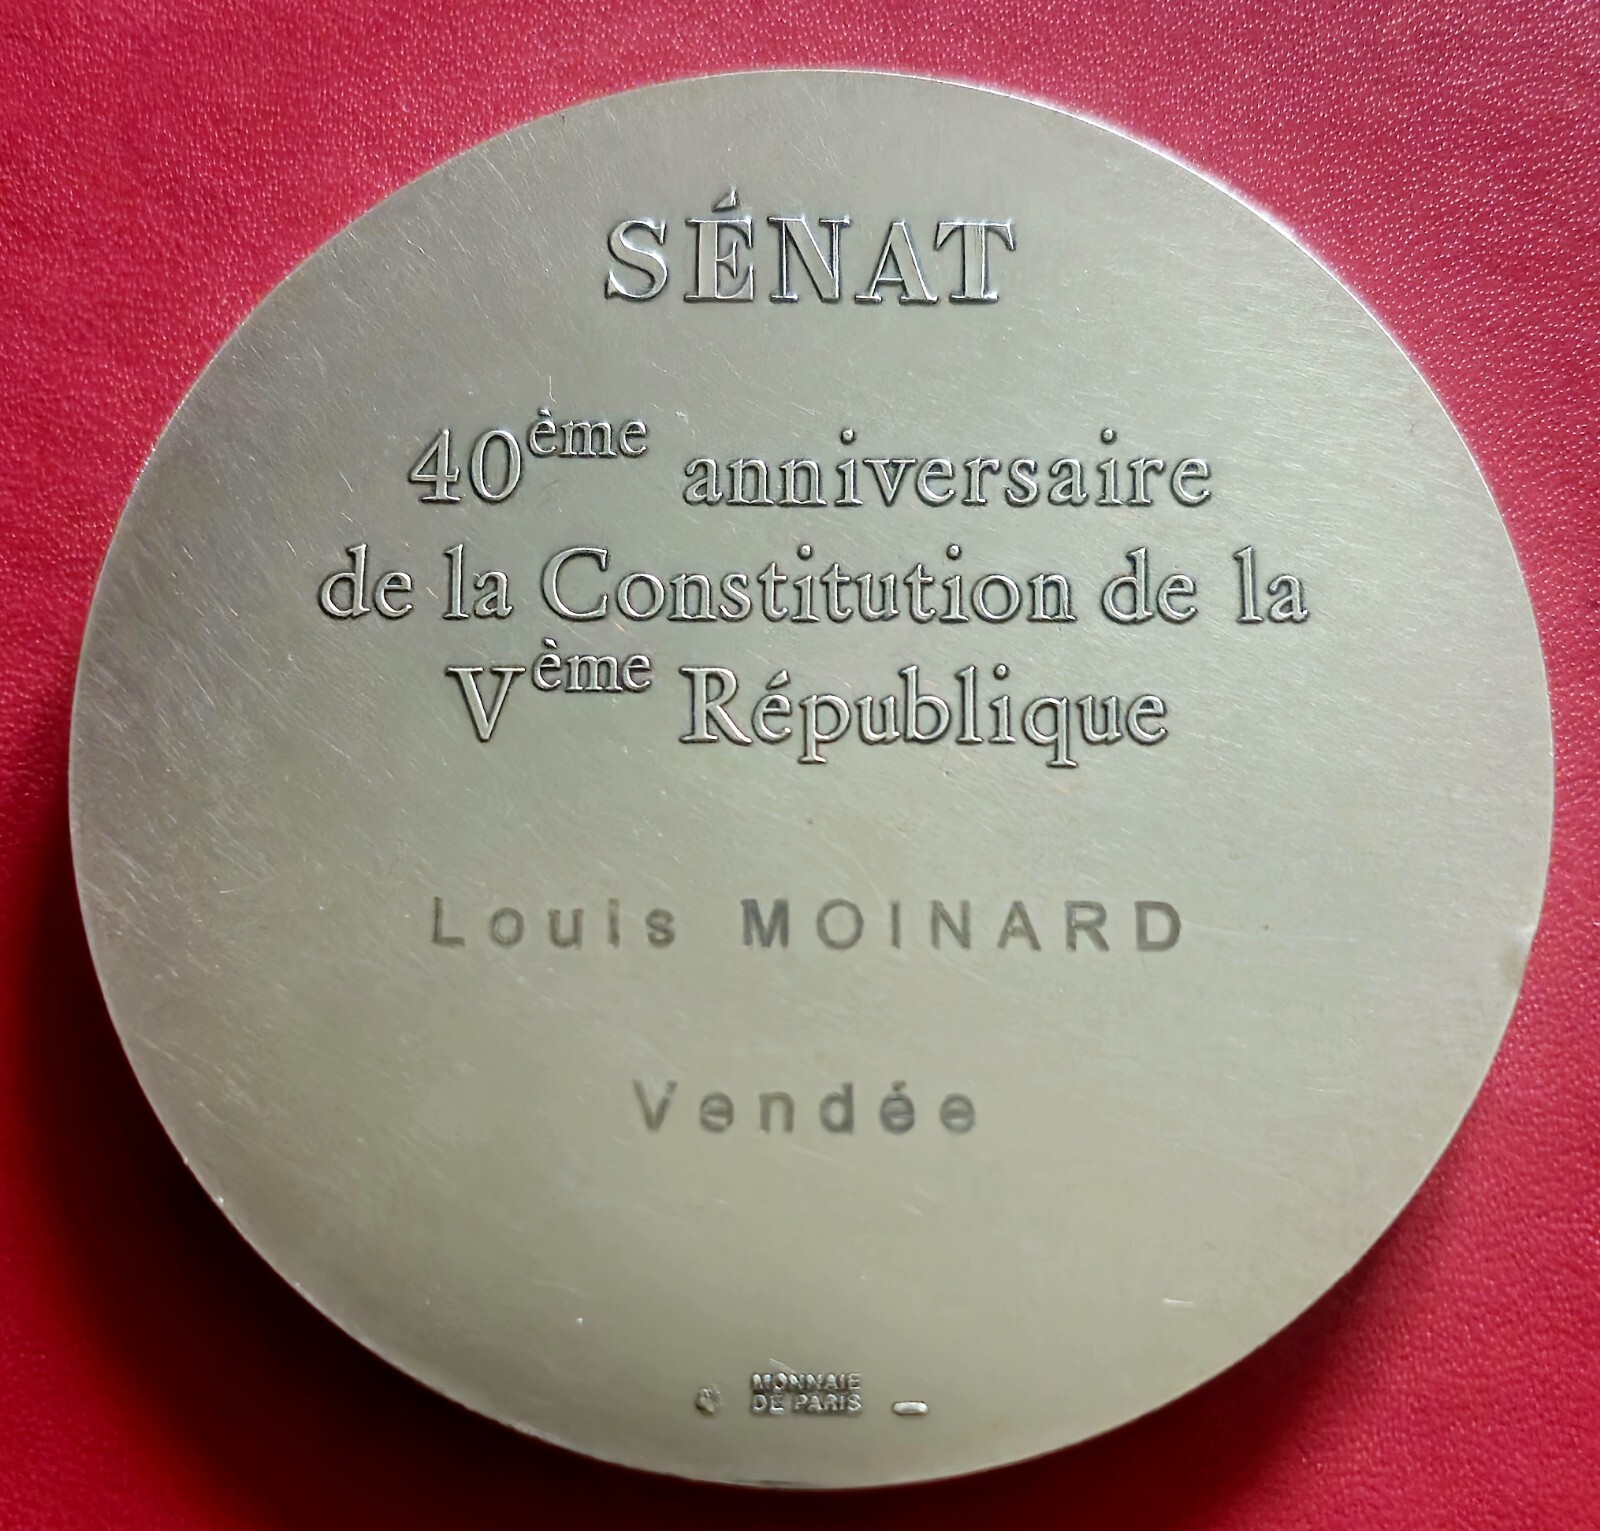 SÉNAT
40ème anniversaire
de la Constitution de la
Vème République
Louis MOINARD
Vendée
MONNAIE
DE PARIS